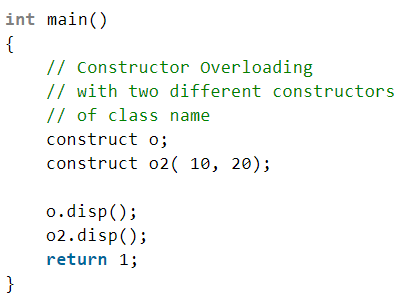 int main()
{
    // Constructor Overloading
    // with two different constructors
    // of class name
    construct o;
    construct o2( 10, 20);

    o.disp();
    o2.disp();
    return 1;
}